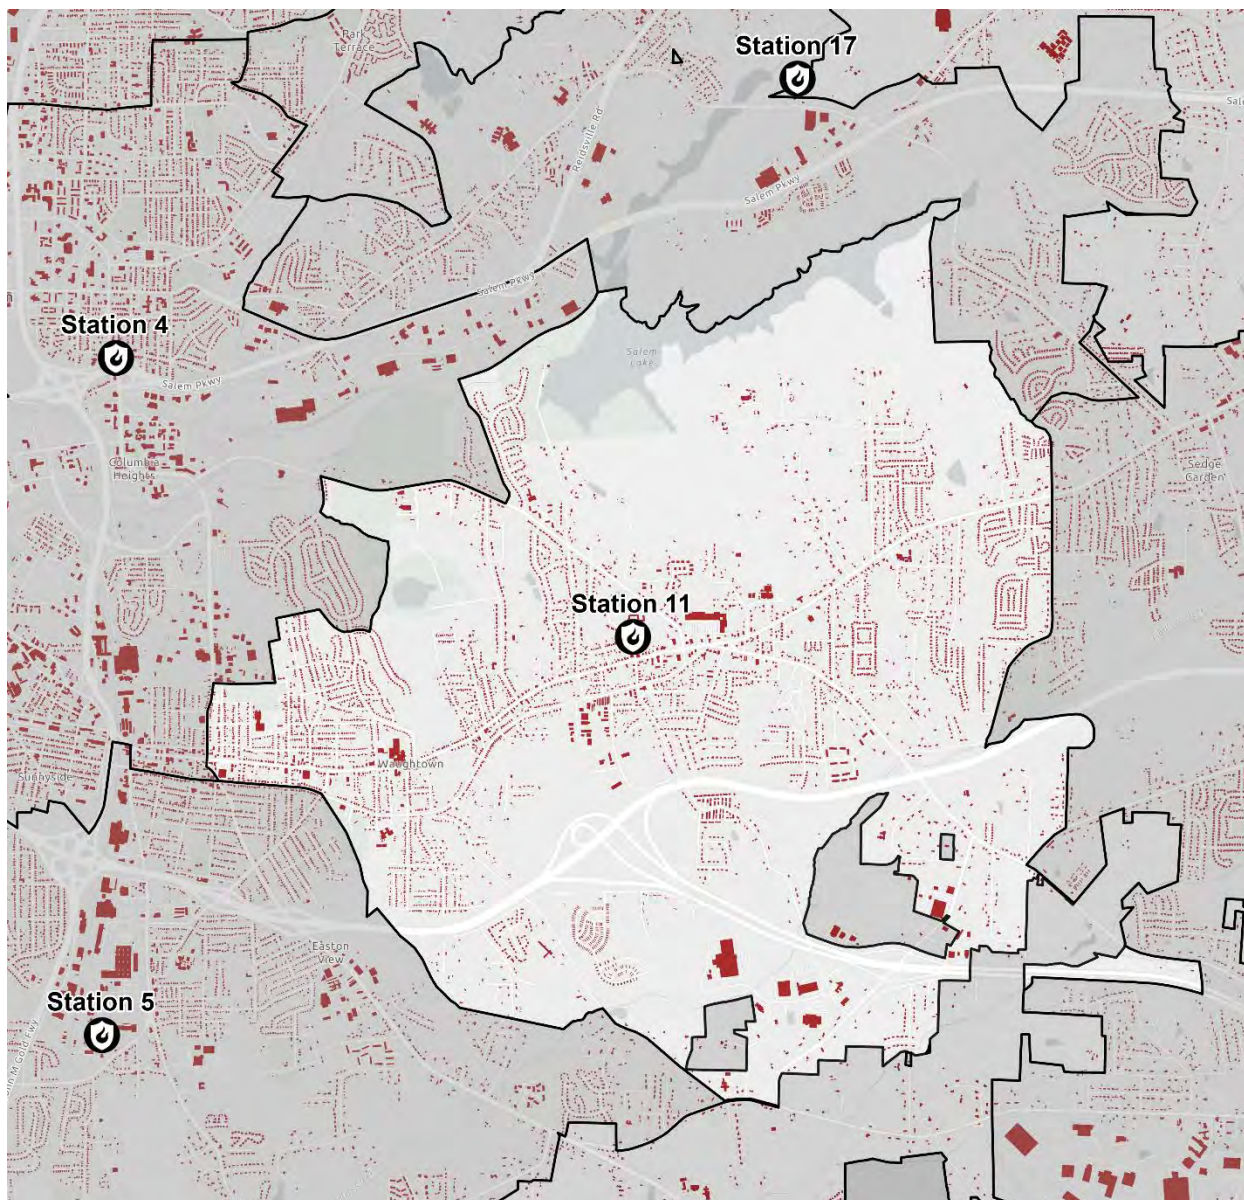 Park
Terrace
Station 17
Reidsville Rd
Salem Pkwy
Salem Pkwy
Station 4
Salem
Lake
Salem Pkwy
Columbia
Heights
Sedge
Garden
Station 11
Sunnyside
Waughtown
Easton
View
Station 5